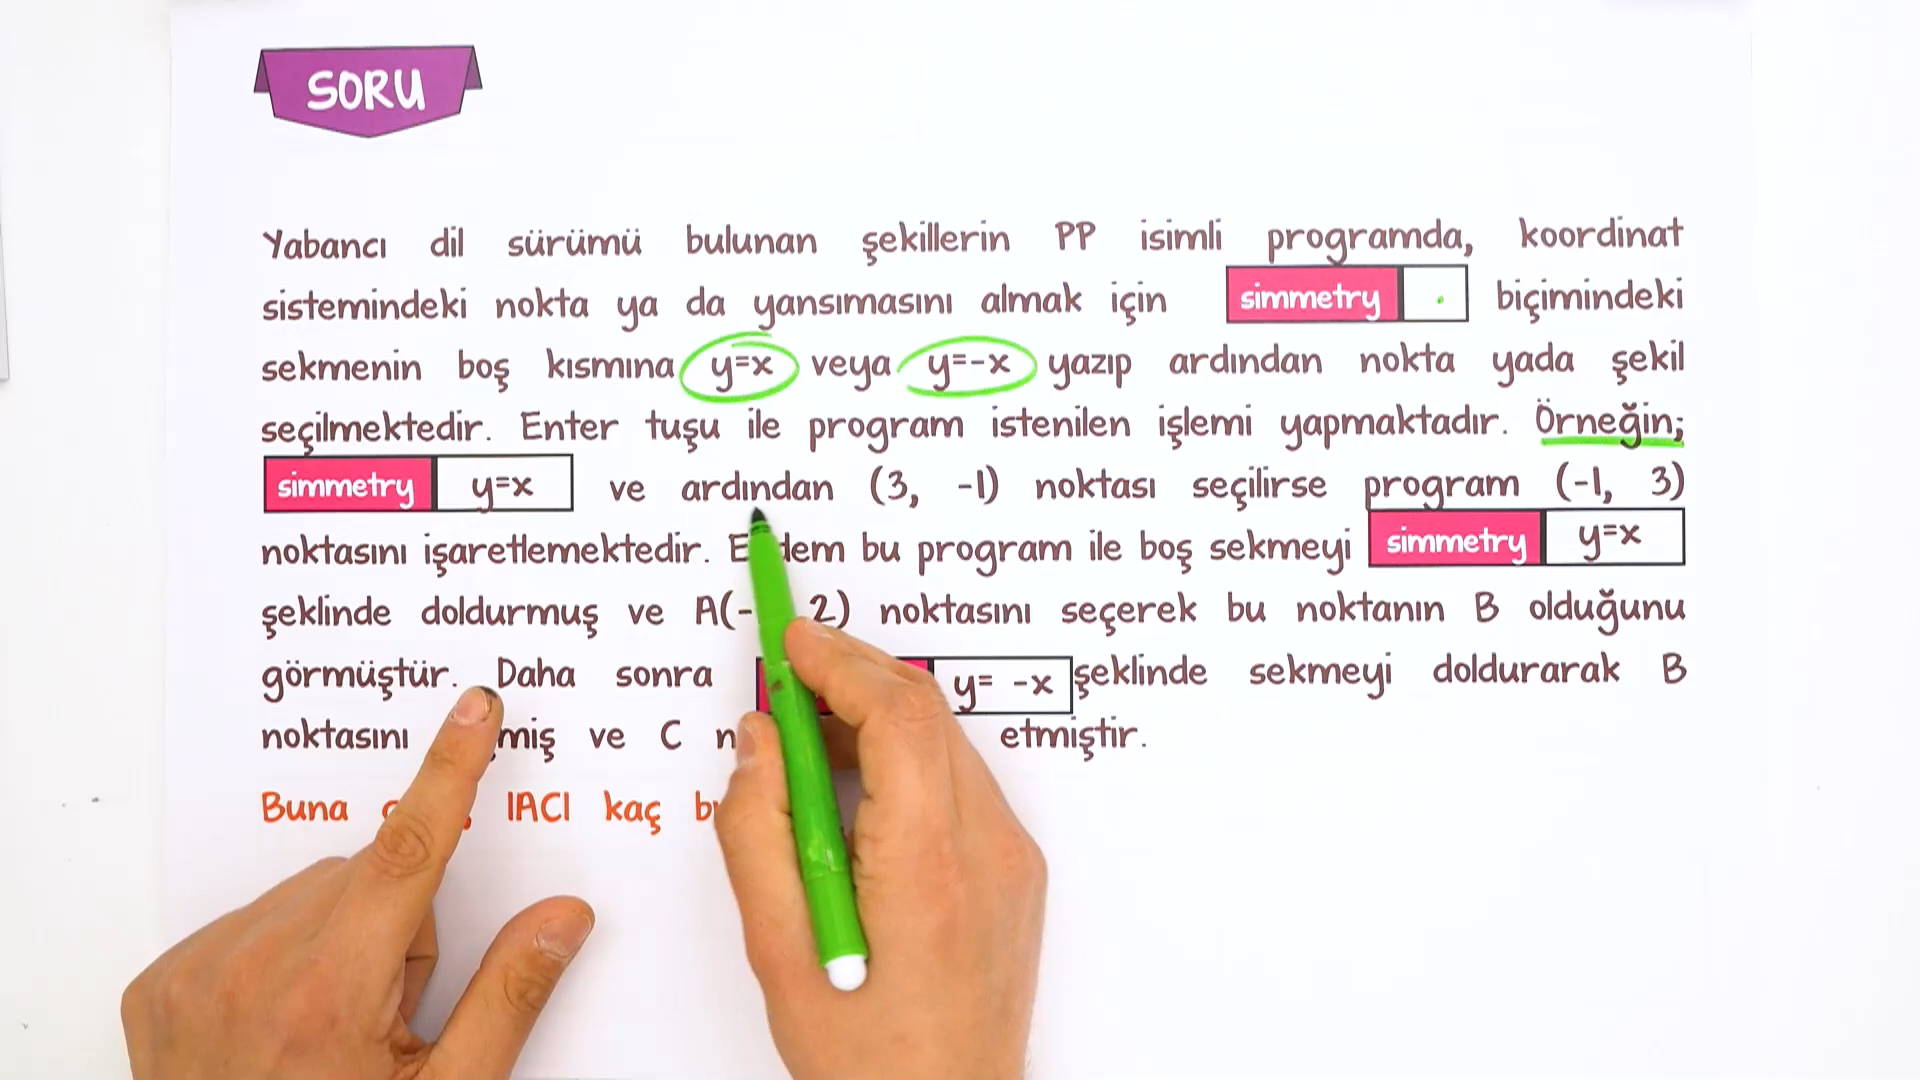 SORU
Yabancı dil sürümü bulunan şekillerin PP isimli programda, koordinat
sistemindeki nokta ya da yansımasını almak için simmetry . biçimindeki
sekmenin boş kısmına y=x veya y=-x yazıp ardından nokta yada şekil
seçilmektedir. Enter tuşu ile program istenilen işlemi yapmaktadır. Örneğin;
simmetry y=x ve ardından (3, -1) noktası seçilirse program (-1, 3)
noktasını işaretlemektedir. bu program ile boş sekmeyi simmetry y=x
şeklinde doldurmuş ve A(- 2) noktasını seçerek bu noktanın B olduğunu
görmüştür. Daha sonra y= -x şeklinde sekmeyi doldurarak B
noktasını ve C etmiştir.
Buna IACI kaç